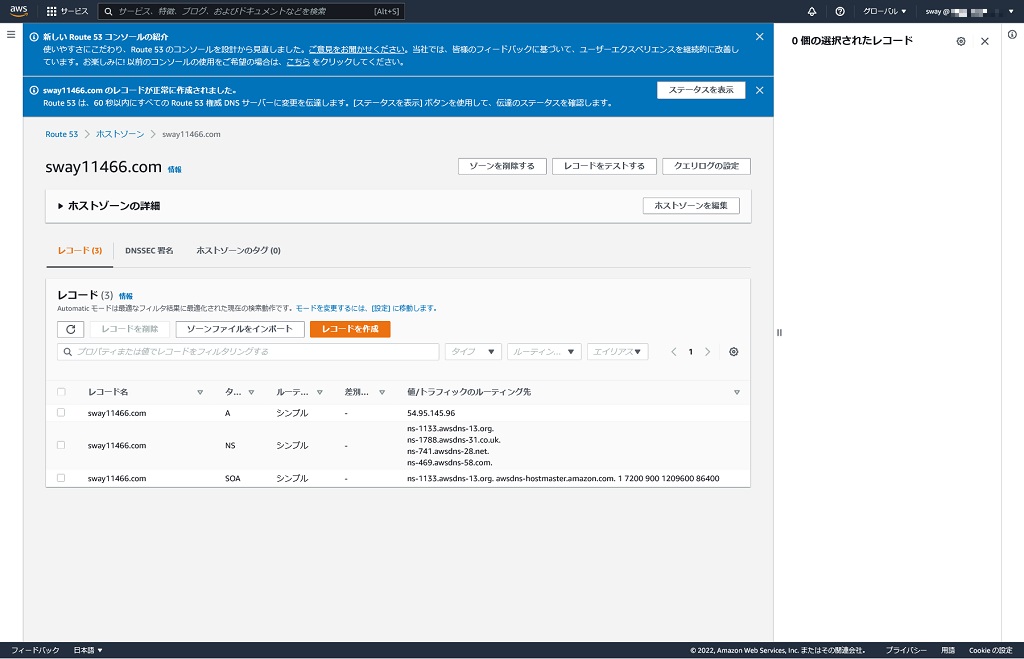 aws サービス サービス、特徴、ブログ、およびドキュメントなどを検索 [Alt+S] グローバル ▼ sway @
新しい Route 53 コンソールの紹介
使いやすさにこだわり、Route 53 のコンソールを設計から見直しました。ご意見をお聞かせください。当社では、皆様のフィードバックに基づいて、ユーザーエクスペリエンスを継続的に改善し
ています。お楽しみに! 以前のコンソールの使用をご希望の場合は、こちら をクリックしてください。
0 個の選択されたレコード
sway11466.com のレコードが正常に作成されました。
Route 53 は、60 秒以内にすべての Route 53 権威 DNS サーバーに変更を伝達します。[ステータスを表示] ボタンを使用して、伝達のステータスを確認します。
ステータスを表示
Route 53 > ホストゾーン > sway11466.com
sway11466.com 情報
ゾーンを削除する レコードをテストする クエリログの設定
▶ ホストゾーンの詳細 ホストゾーンを編集
レコード (3) DNSSEC 署名 ホストゾーンのタグ (0)
レコード (3) 情報
Automatic モードは最適なフィルタ結果に最適化された現在の検索動作です。モードを変更するには、[設定] に移動します。
レコードを削除 ゾーンファイルをインポート レコードを作成
プロパティまたは値でレコードをフィルタリングする タイプ ▼ ルーティン... ▼ エイリアス▼ < 1 >
レコード名 タ... ルーテ... 差別... 値/トラフィックのルーティング先
sway11466.com A シンプル - 54.95.145.96
sway11466.com NS シンプル - ns-1133.awsdns-13.org.
ns-1788.awsdns-31.co.uk.
ns-741.awsdns-28.net.
ns-469.awsdns-58.com.
sway11466.com SOA シンプル - ns-1133.awsdns-13.org. awsdns-hostmaster.amazon.com. 1 7200 900 1209600 86400
フィードバック 日本語 ▼ © 2022, Amazon Web Services, Inc. またはその関連会社。 プライバシー 用語 Cookie の設定